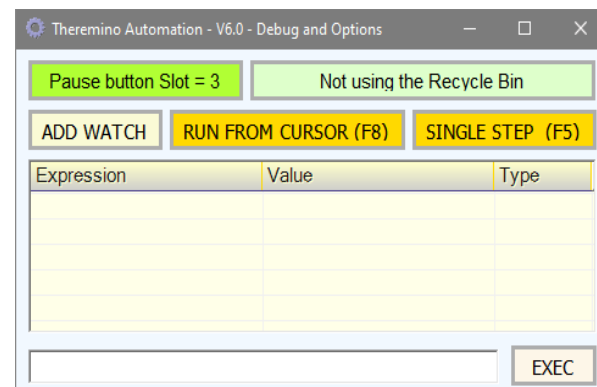 Theremino Automation - V6.0 - Debug and Options
Pause button Slot = 3 Not using the Recycle Bin
ADD WATCH RUN FROM CURSOR (F8) SINGLE STEP (F5)
Expression Value Type
EXEC